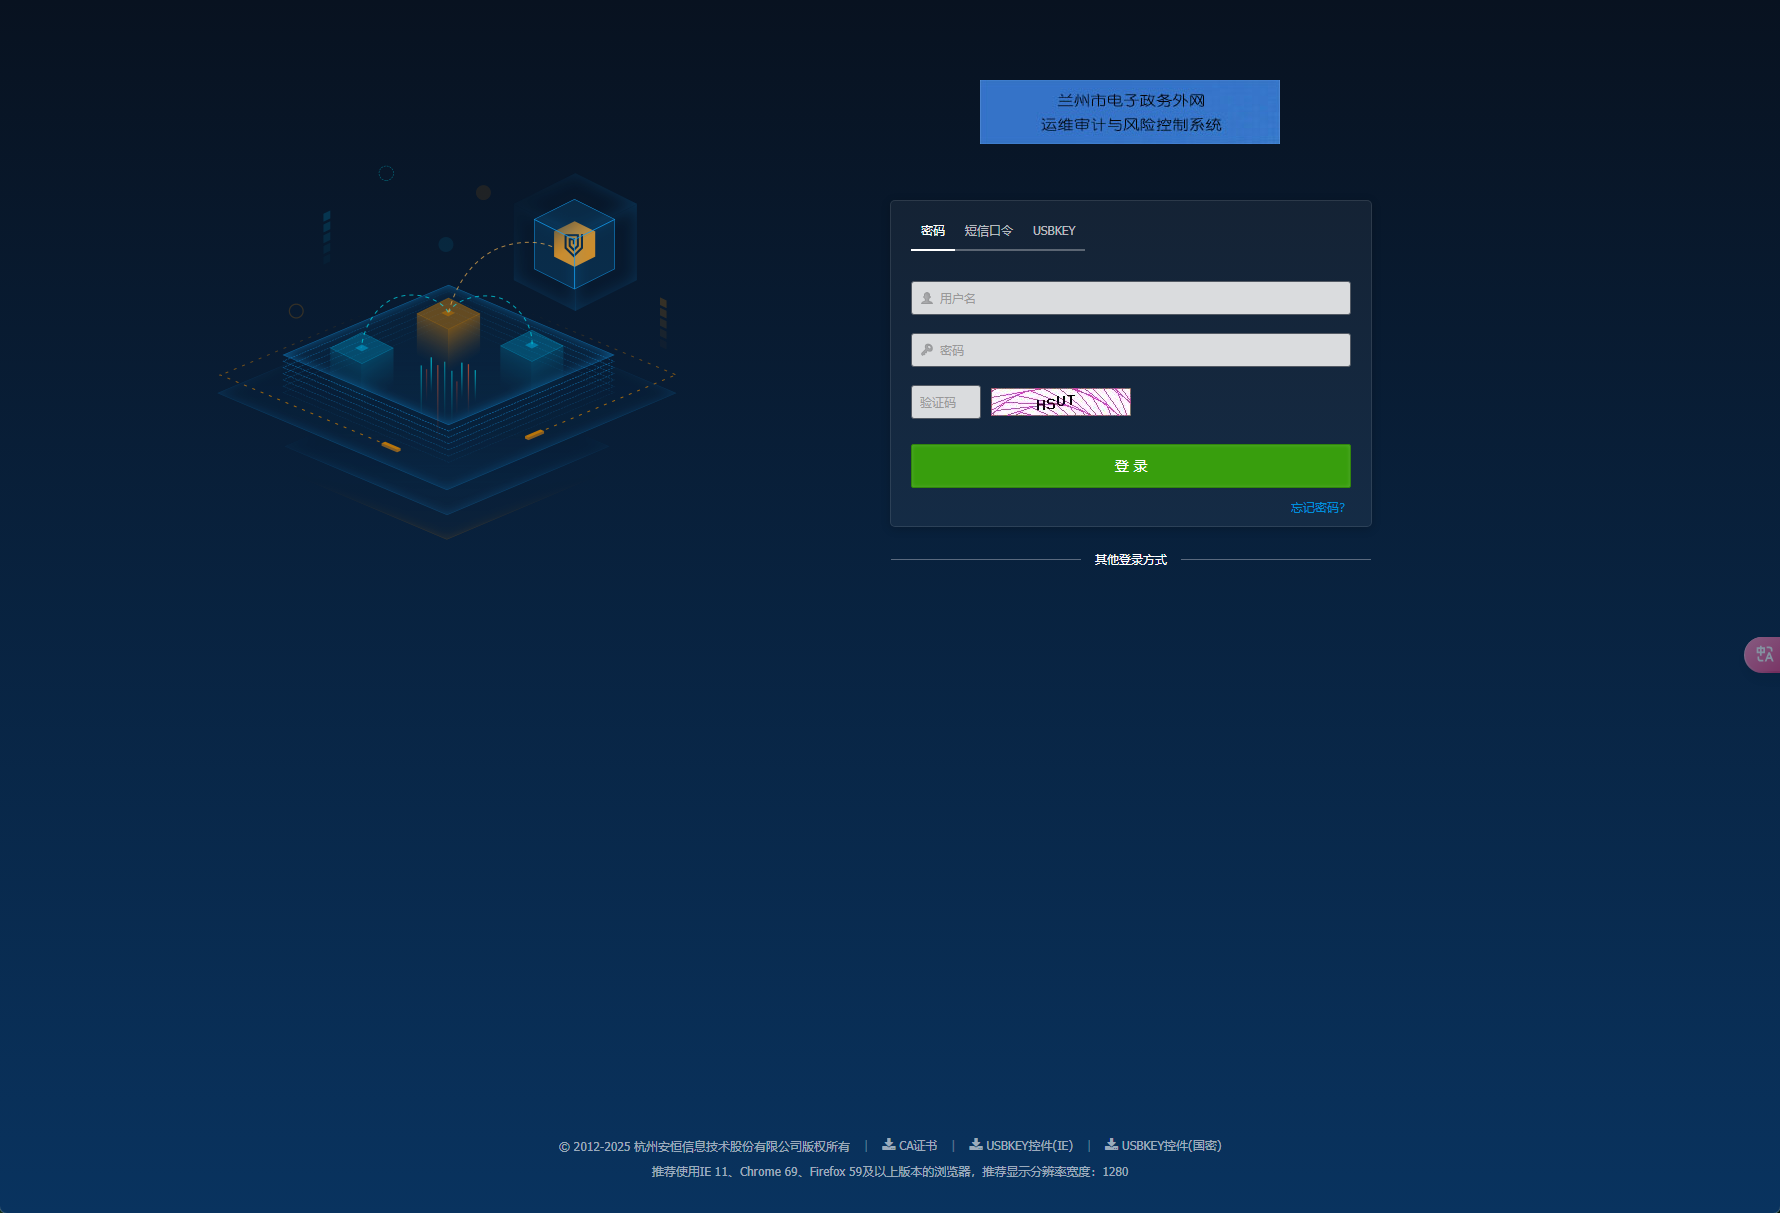 兰州市电子政务外网
运维审计与风险控制系统
密码 短信口令 USBKEY
用户名
密码
验证码 HSUT
登 录
忘记密码?
其他登录方式
© 2012-2025 杭州安恒信息技术股份有限公司版权所有 | CA证书 | USBKEY控件(IE) | USBKEY控件(国密)
推荐使用IE 11、Chrome 69、Firefox 59及以上版本的浏览器，推荐显示分辨率宽度：1280